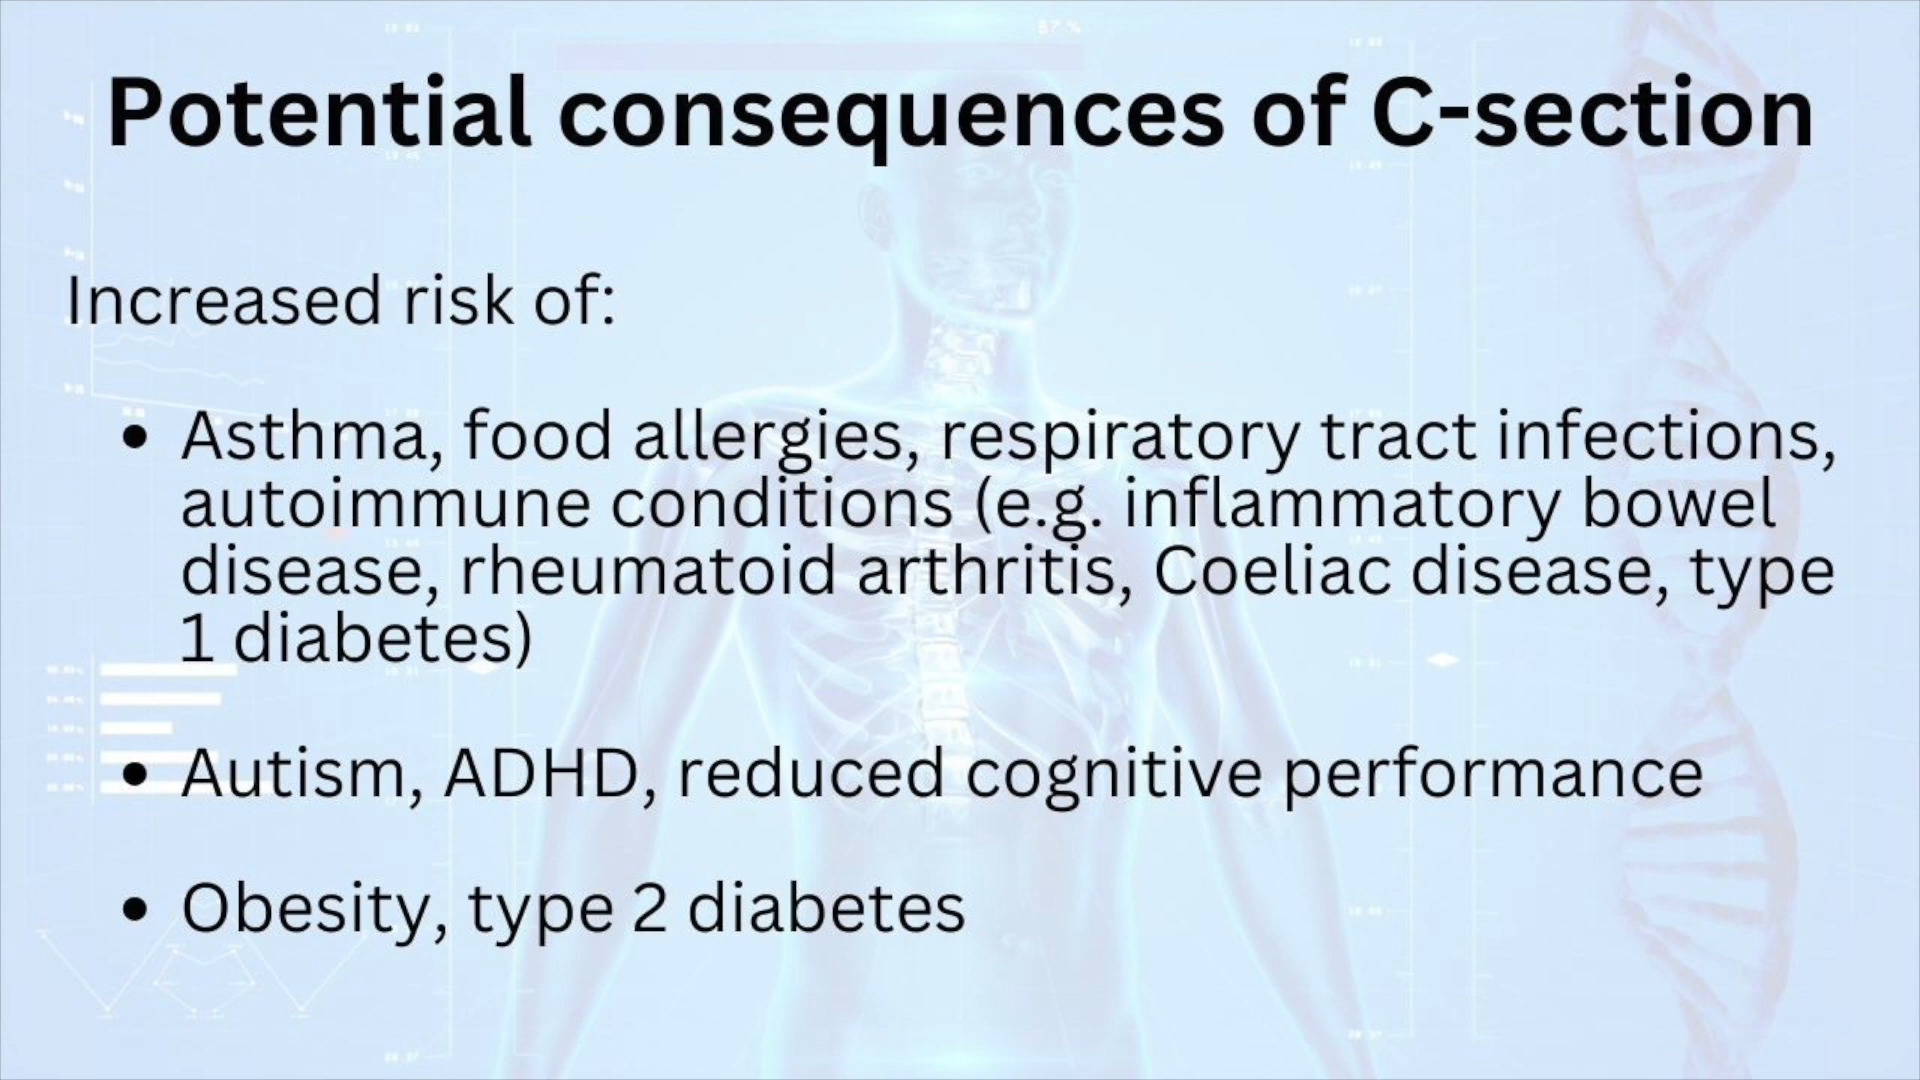 Potential consequences of C-section
Increased risk of:
• Asthma, food allergies, respiratory tract infections,
autoimmune conditions (e.g. inflammatory bowel
disease, rheumatoid arthritis, Coeliac disease, type
1 diabetes)
• Autism, ADHD, reduced cognitive performance
• Obesity, type 2 diabetes